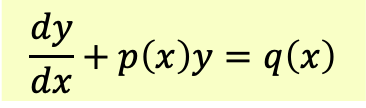 dy/dx + p(x)y = q(x)